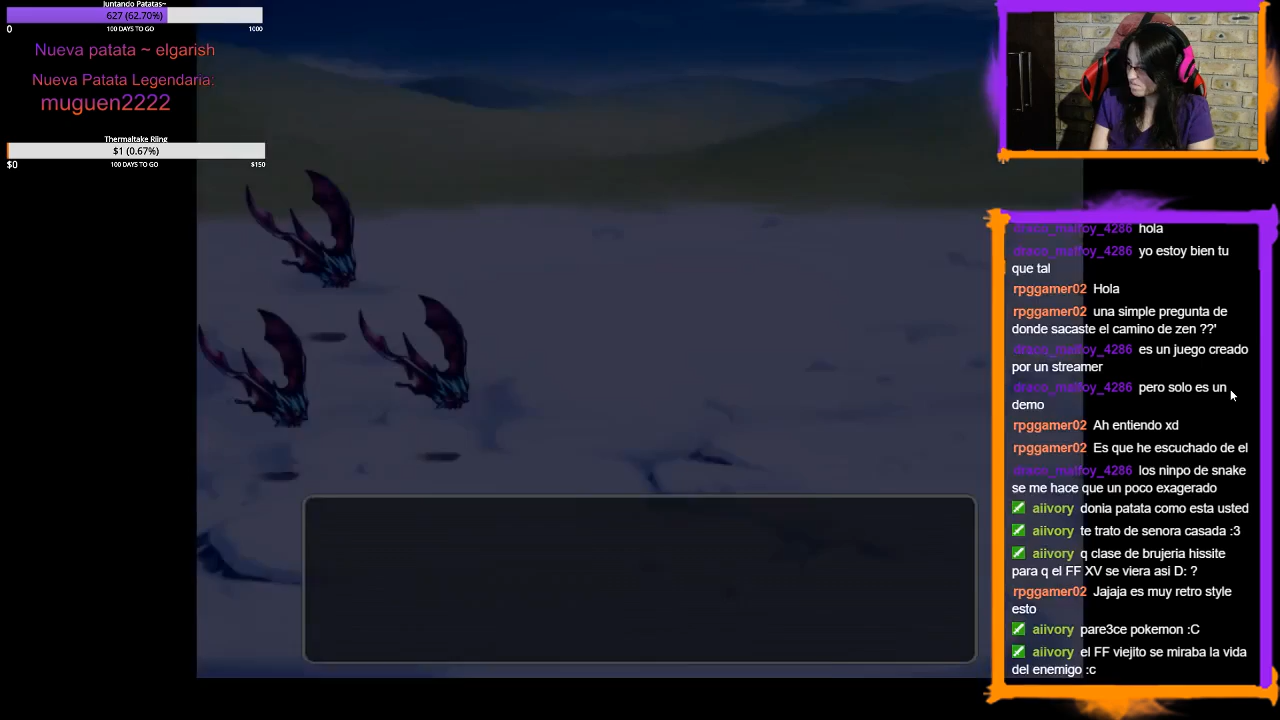 Juntando Patatas~
627 (62.70%)
0 100 DAYS TO GO 1000
Nueva patata ~ elgarish
Nueva Patata Legendaria:
muguen2222
Thermaltake Riing
$1 (0.67%)
$0 100 DAYS TO GO $150
draco_malfoy_4286 hola
draco_malfoy_4286 yo estoy bien tu
que tal
rpggamer02 Hola
rpggamer02 una simple pregunta de
donde sacaste el camino de zen ??'
draco_malfoy_4286 es un juego creado
por un streamer
draco_malfoy_4286 pero solo es un
demo
rpggamer02 Ah entiendo xd
rpggamer02 Es que he escuchado de el
draco_malfoy_4286 los ninpo de snake
se me hace que un poco exagerado
aiivory donia patata como esta usted
aiivory te trato de senora casada :3
aiivory q clase de brujeria hissite
para q el FF XV se viera asi D: ?
rpggamer02 Jajaja es muy retro style
esto
aiivory pare3ce pokemon :C
aiivory el FF viejito se miraba la vida
del enemigo :c